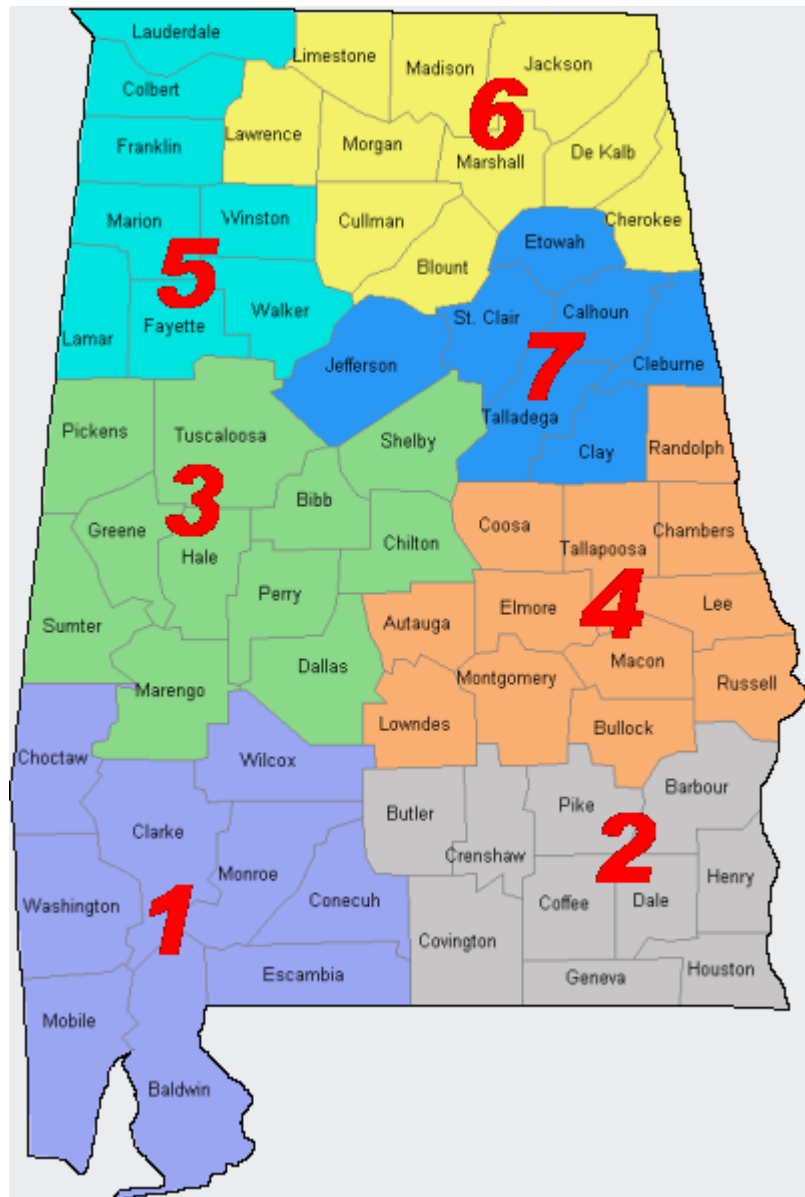 Lauderdale
Limestone
Madison
Jackson
Colbert
6
Lawrence
Franklin
Morgan
Marshall
De Kalb
Marion
Winston
Cullman
Cherokee
Etowah
5
Blount
Walker
St. Clair
Calhoun
Fayette
Lamar
Jefferson
7
Cleburne
Talladega
Pickens
Tuscaloosa
Shelby
Clay
Randolph
3
Bibb
Greene
Coosa
Chambers
Chilton
Tallapoosa
Hale
Perry
4
Elmore
Lee
Sumter
Autauga
Dallas
Macon
Montgomery
Russell
Marengo
Lowndes
Bullock
Choctaw
Wilcox
Barbour
Pike
Butler
Clarke
2
Crenshaw
Monroe
Henry
Washington
Conecuh
Coffee
Dale
1
Covington
Escambia
Geneva
Houston
Mobile
Baldwin